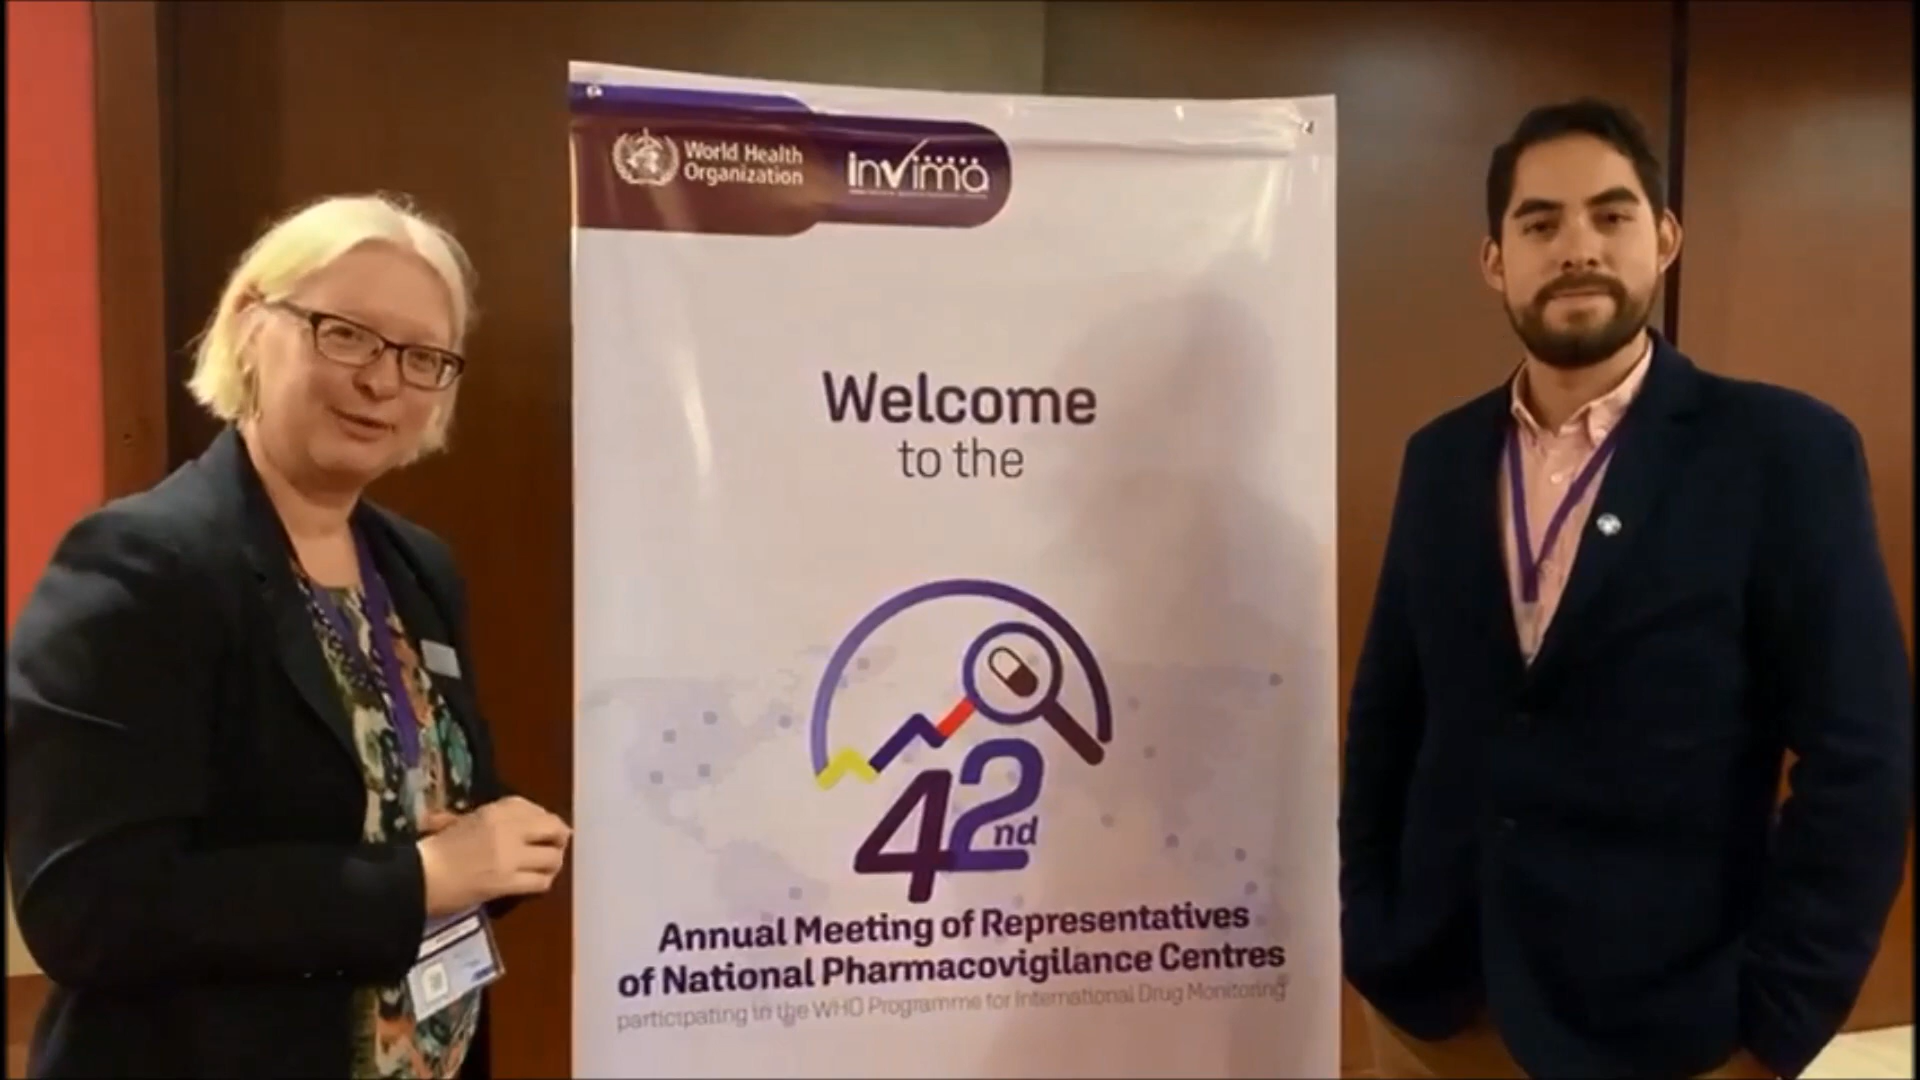 World Health
Organization
invima
Welcome
to the
42nd
Annual Meeting of Representatives
of National Pharmacovigilance Centres
participating in the WHO Programme for International Drug Monitoring